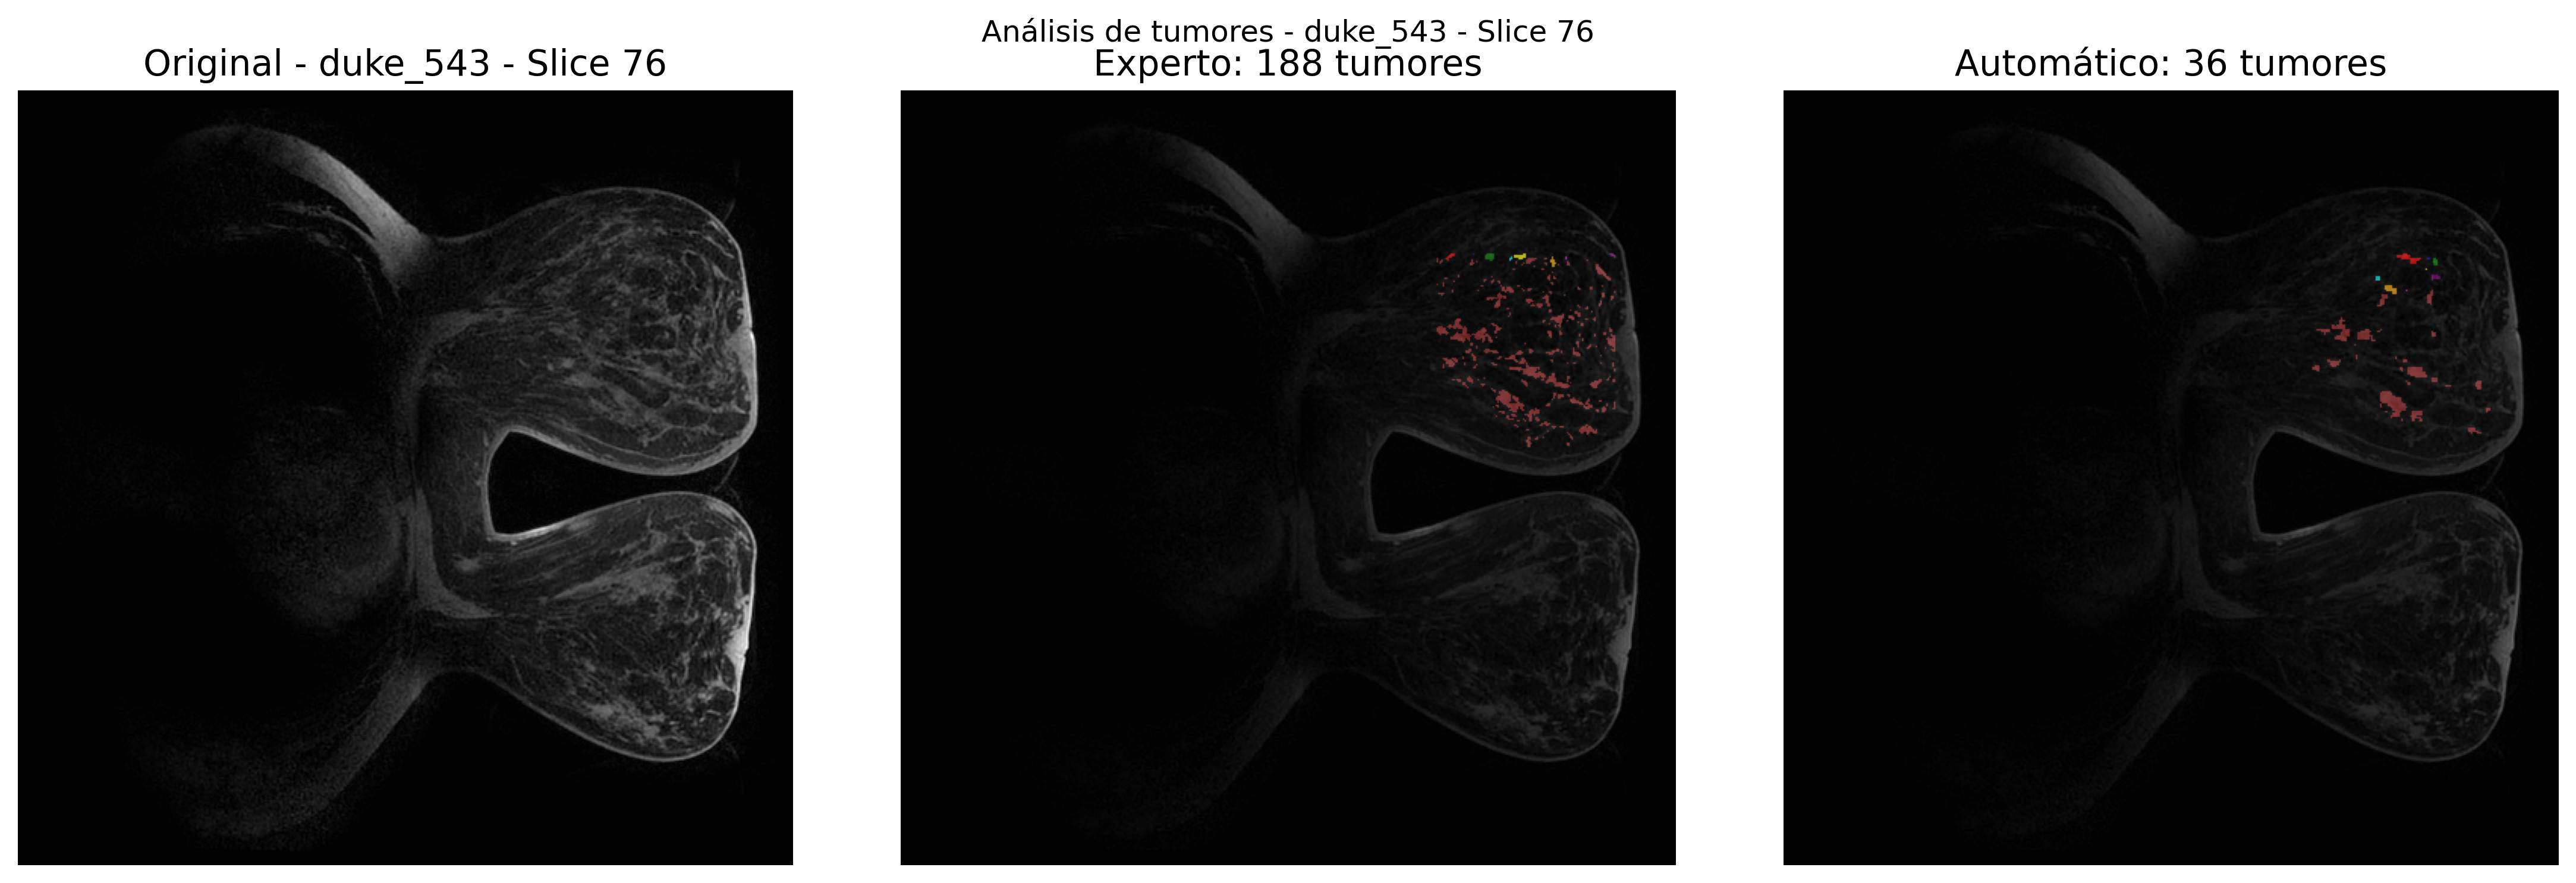 Análisis de tumores - duke_543 - Slice 76
Original - duke_543 - Slice 76
Experto: 188 tumores
Automático: 36 tumores